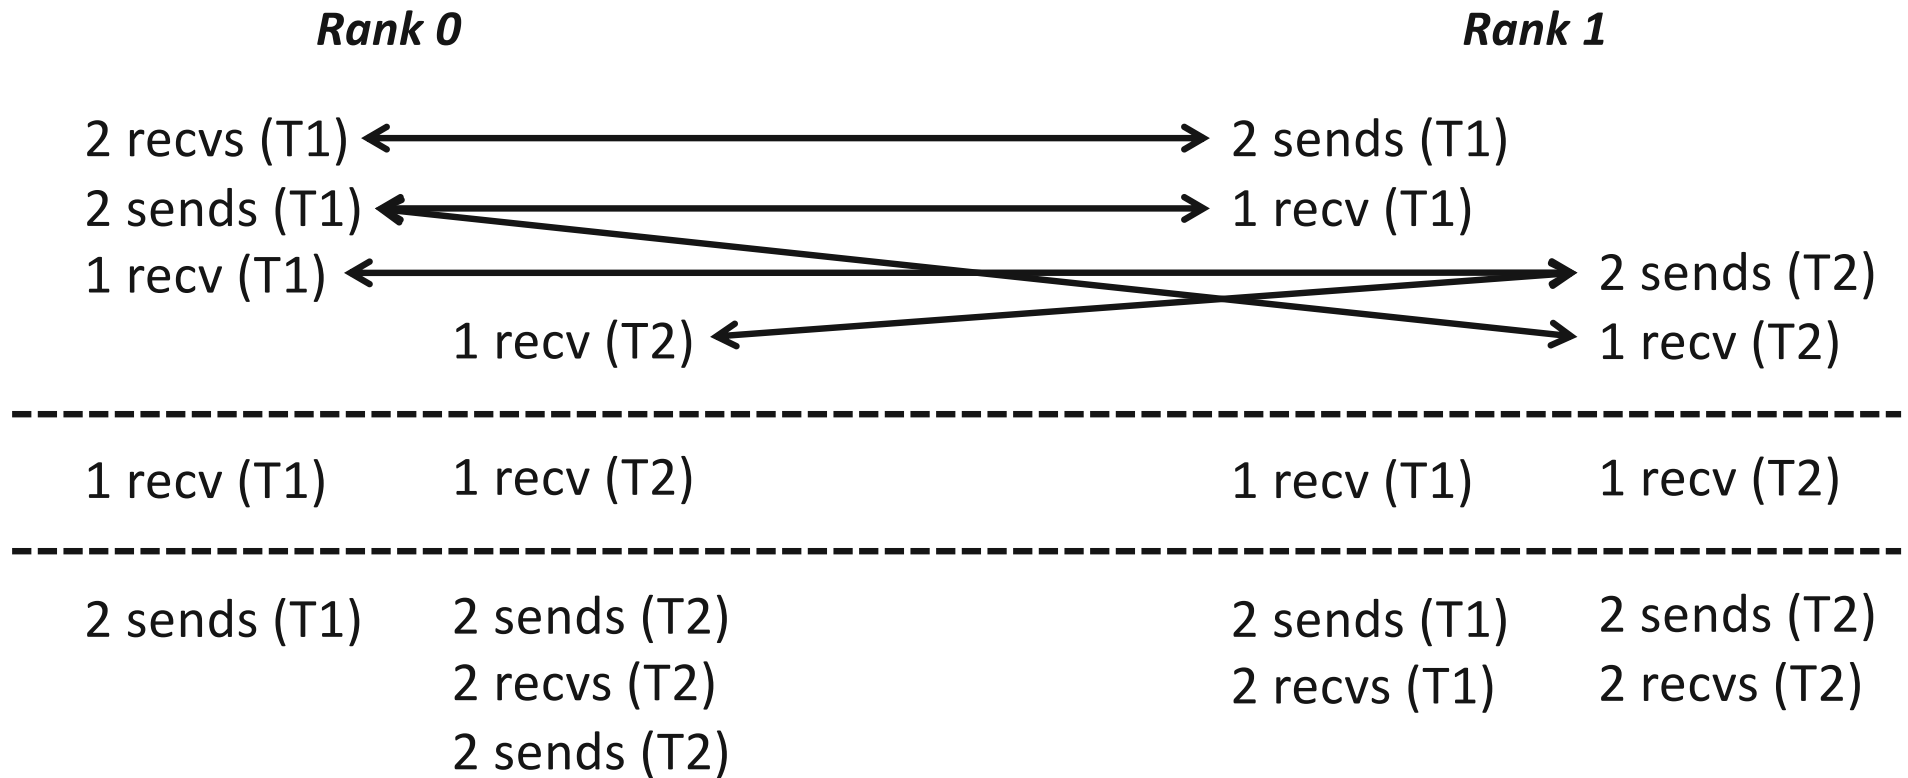 Rank 0 Rank 1
2 recvs (T1) 2 sends (T1)
2 sends (T1) 1 recv (T1)
1 recv (T1) 2 sends (T2)
1 recv (T2) 1 recv (T2)
1 recv (T1) 1 recv (T2) 1 recv (T1) 1 recv (T2)
2 sends (T1) 2 sends (T2) 2 sends (T1) 2 sends (T2)
2 recvs (T2) 2 recvs (T1) 2 recvs (T2)
2 sends (T2)